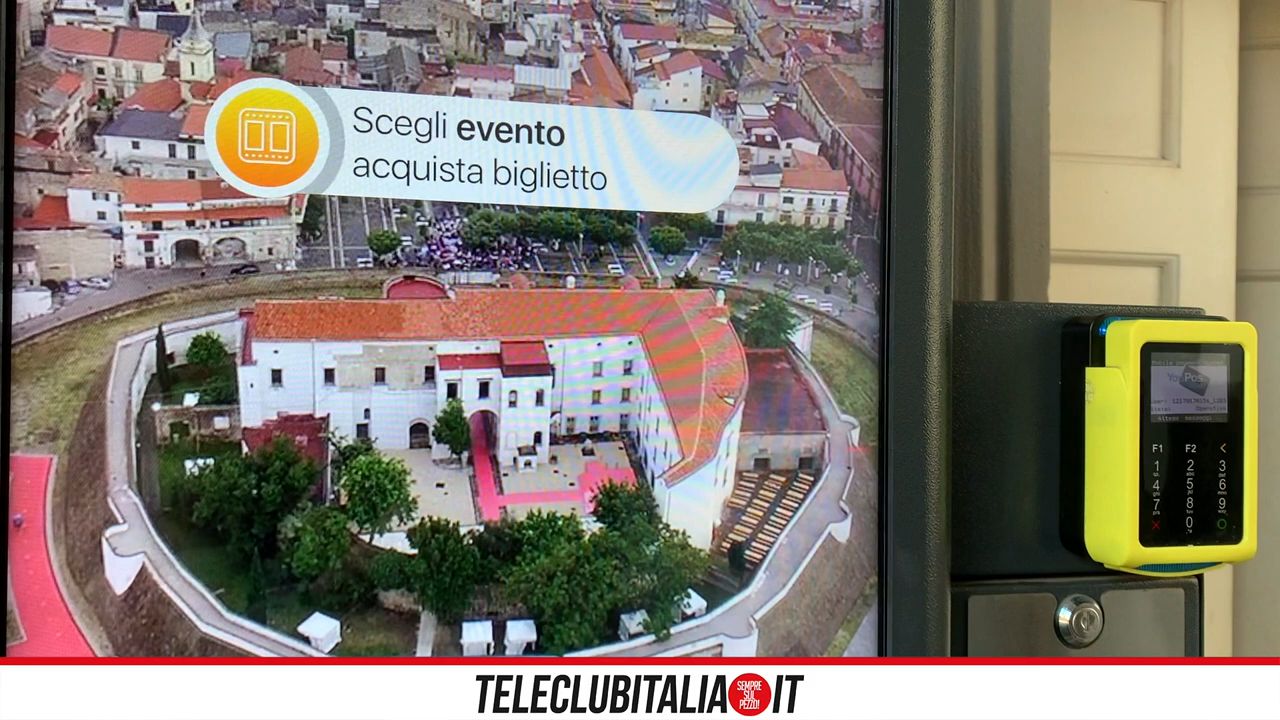 Scegli evento
acquista biglietto
F1 F2 <
1 2 3
4 5 6
7 8 9
0
TELECLUBITALIA SEMPRE SUL PEZZO! IT